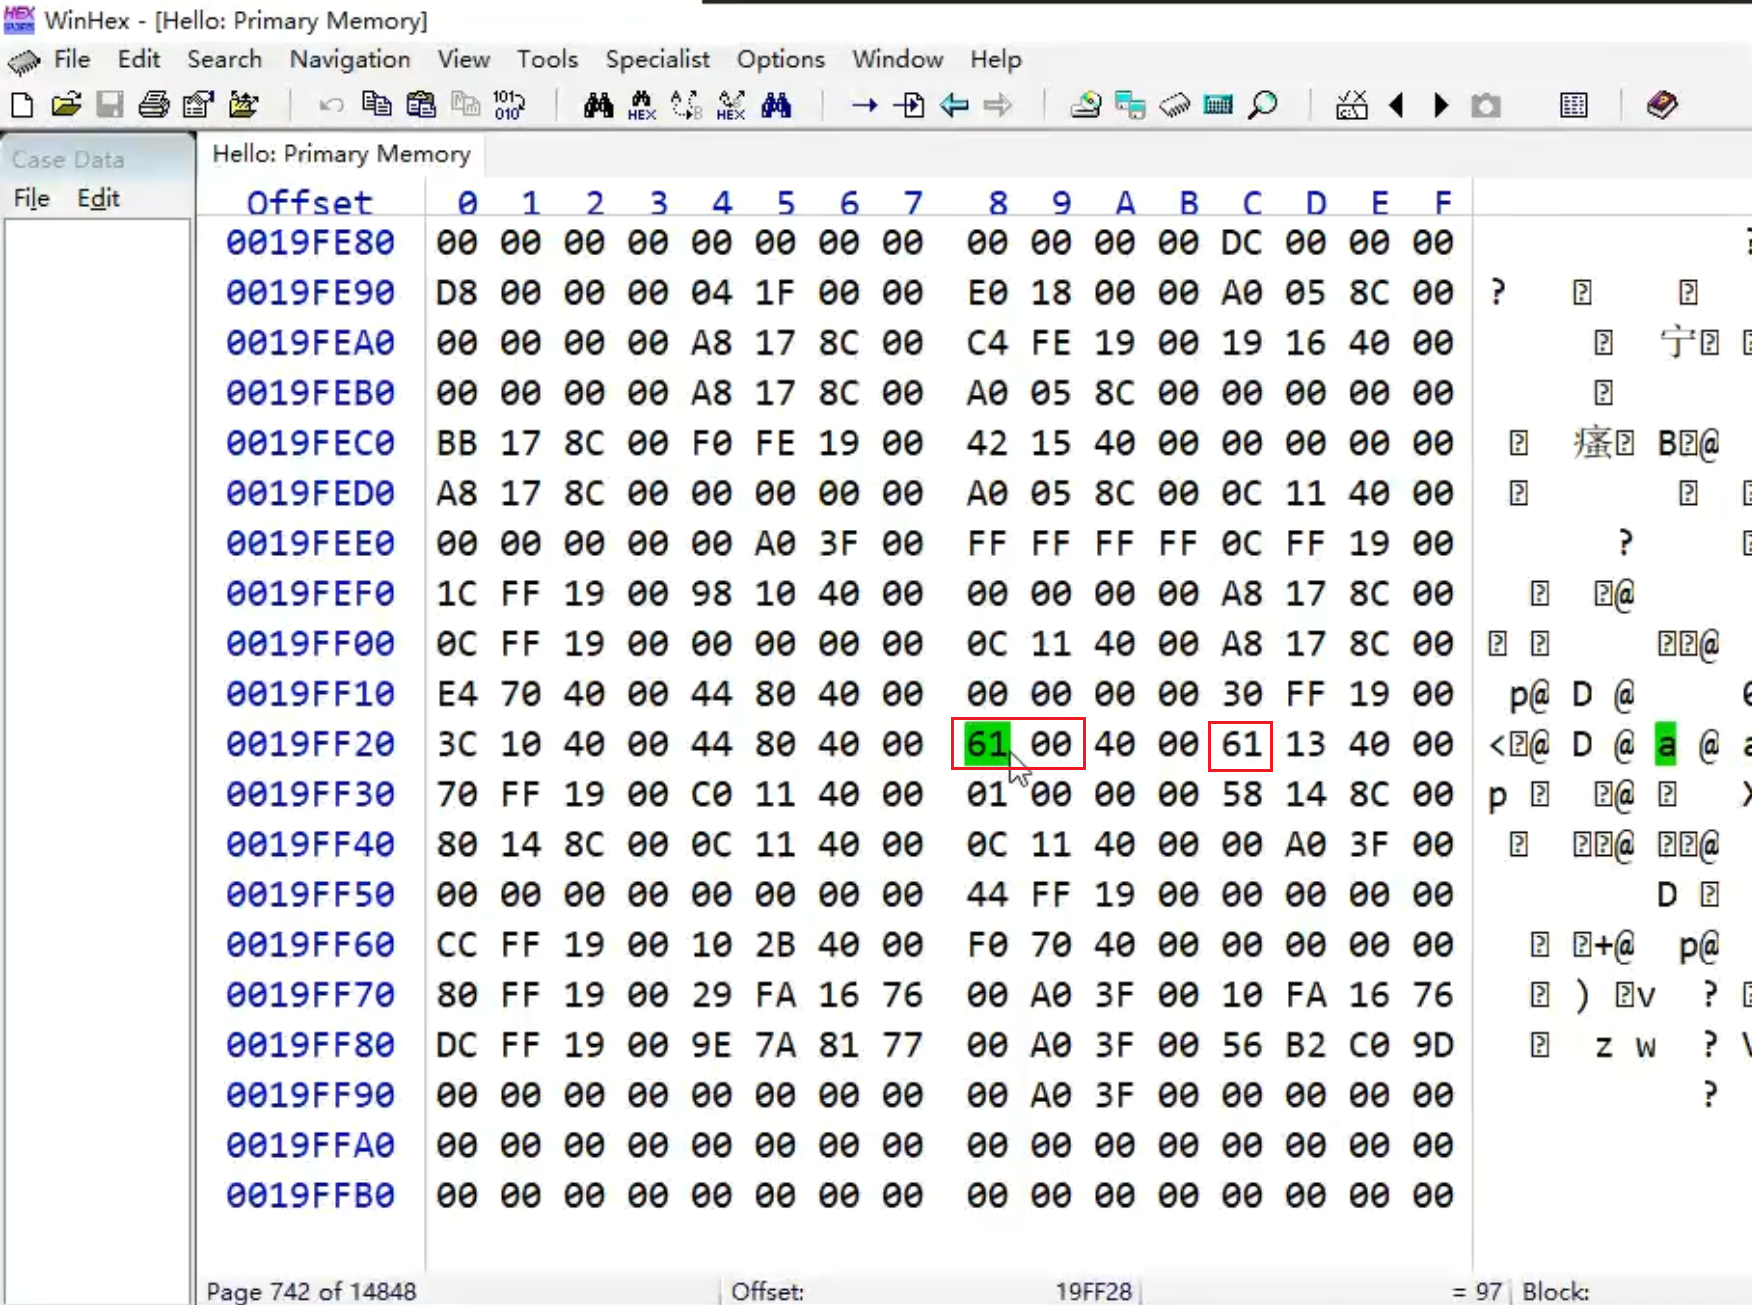 WinHex - [Hello: Primary Memory]
File Edit Search Navigation View Tools Specialist Options Window Help
Case Data
File Edit
Hello: Primary Memory
Offset 0 1 2 3 4 5 6 7 8 9 A B C D E F
0019FE80 00 00 00 00 00 00 00 00 00 00 00 00 DC 00 00 00
0019FE90 D8 00 00 00 04 1F 00 00 E0 18 00 00 A0 05 8C 00 ?
0019FEA0 00 00 00 00 A8 17 8C 00 C4 FE 19 00 19 16 40 00 宁
0019FEB0 00 00 00 00 A8 17 8C 00 A0 05 8C 00 00 00 00 00
0019FEC0 BB 17 8C 00 F0 FE 19 00 42 15 40 00 00 00 00 00 瘙 B @
0019FED0 A8 17 8C 00 00 00 00 00 A0 05 8C 00 0C 11 40 00
0019FEE0 00 00 00 00 00 A0 3F 00 FF FF FF FF 0C FF 19 00 ?
0019FEF0 1C FF 19 00 98 10 40 00 00 00 00 00 A8 17 8C 00 @
0019FF00 0C FF 19 00 00 00 00 00 0C 11 40 00 A8 17 8C 00 @
0019FF10 E4 70 40 00 44 80 40 00 00 00 00 00 30 FF 19 00 p@ D @ 0
0019FF20 3C 10 40 00 44 80 40 00 61 00 40 00 61 13 40 00 < @ D @ a @ a
0019FF30 70 FF 19 00 C0 11 40 00 01 00 00 00 58 14 8C 00 p @ X
0019FF40 80 14 8C 00 0C 11 40 00 0C 11 40 00 00 A0 3F 00 @ @
0019FF50 00 00 00 00 00 00 00 00 44 FF 19 00 00 00 00 00 D
0019FF60 CC FF 19 00 10 2B 40 00 F0 70 40 00 00 00 00 00 +@ p@
0019FF70 80 FF 19 00 29 FA 16 76 00 A0 3F 00 10 FA 16 76 ) v ?
0019FF80 DC FF 19 00 9E 7A 81 77 00 A0 3F 00 56 B2 C0 9D z w ? V
0019FF90 00 00 00 00 00 00 00 00 00 A0 3F 00 00 00 00 00 ?
0019FFA0 00 00 00 00 00 00 00 00 00 00 00 00 00 00 00 00
0019FFB0 00 00 00 00 00 00 00 00 00 00 00 00 00 00 00 00
Page 742 of 14848 Offset: 19FF28 = 97 Block: